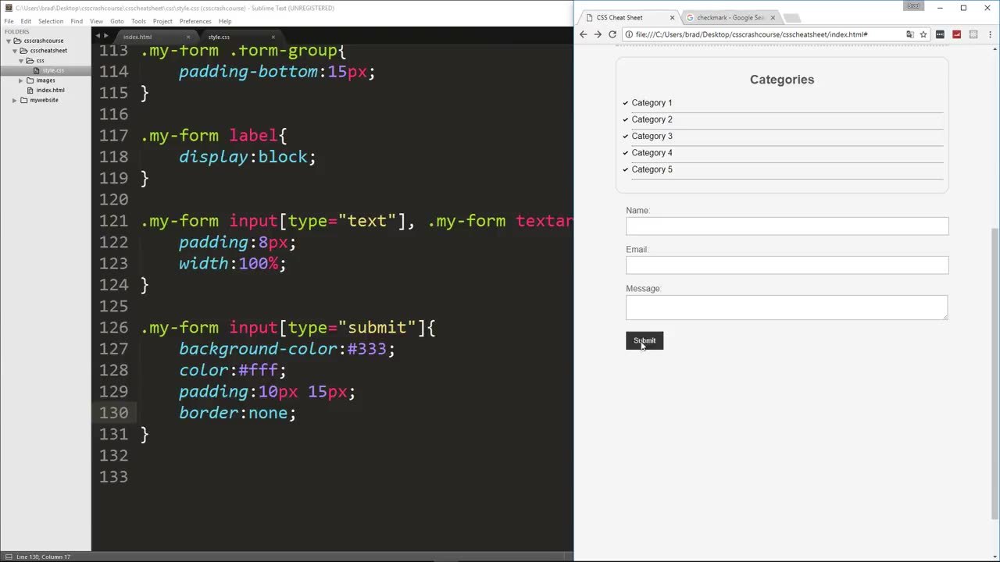 C:\Users\brad\Desktop\csscrashcourse\csscheatsheet\css\style.css (csscrashcourse) - Sublime Text (UNREGISTERED)
File Edit Selection Find View Goto Tools Project Preferences Help
FOLDERS
csscrashcourse
csscheatsheet
css
style.css
images
index.html
mywebsite
index.html
style.css
113 .my-form .form-group{
114 padding-bottom:15px;
115 }
116
117 .my-form label{
118 display:block;
119 }
120
121 .my-form input[type="text"], .my-form textar
122 padding:8px;
123 width:100%;
124 }
125
126 .my-form input[type="submit"]{
127 background-color:#333;
128 color:#fff;
129 padding:10px 15px;
130 border:none;
131 }
132
133
Line 130, Column 17
Brad
CSS Cheat Sheet
checkmark - Google Sea
file:///C:/Users/brad/Desktop/csscrashcourse/csscheatsheet/index.html#
Categories
Category 1
Category 2
Category 3
Category 4
Category 5
Name:
Email:
Message:
Submit